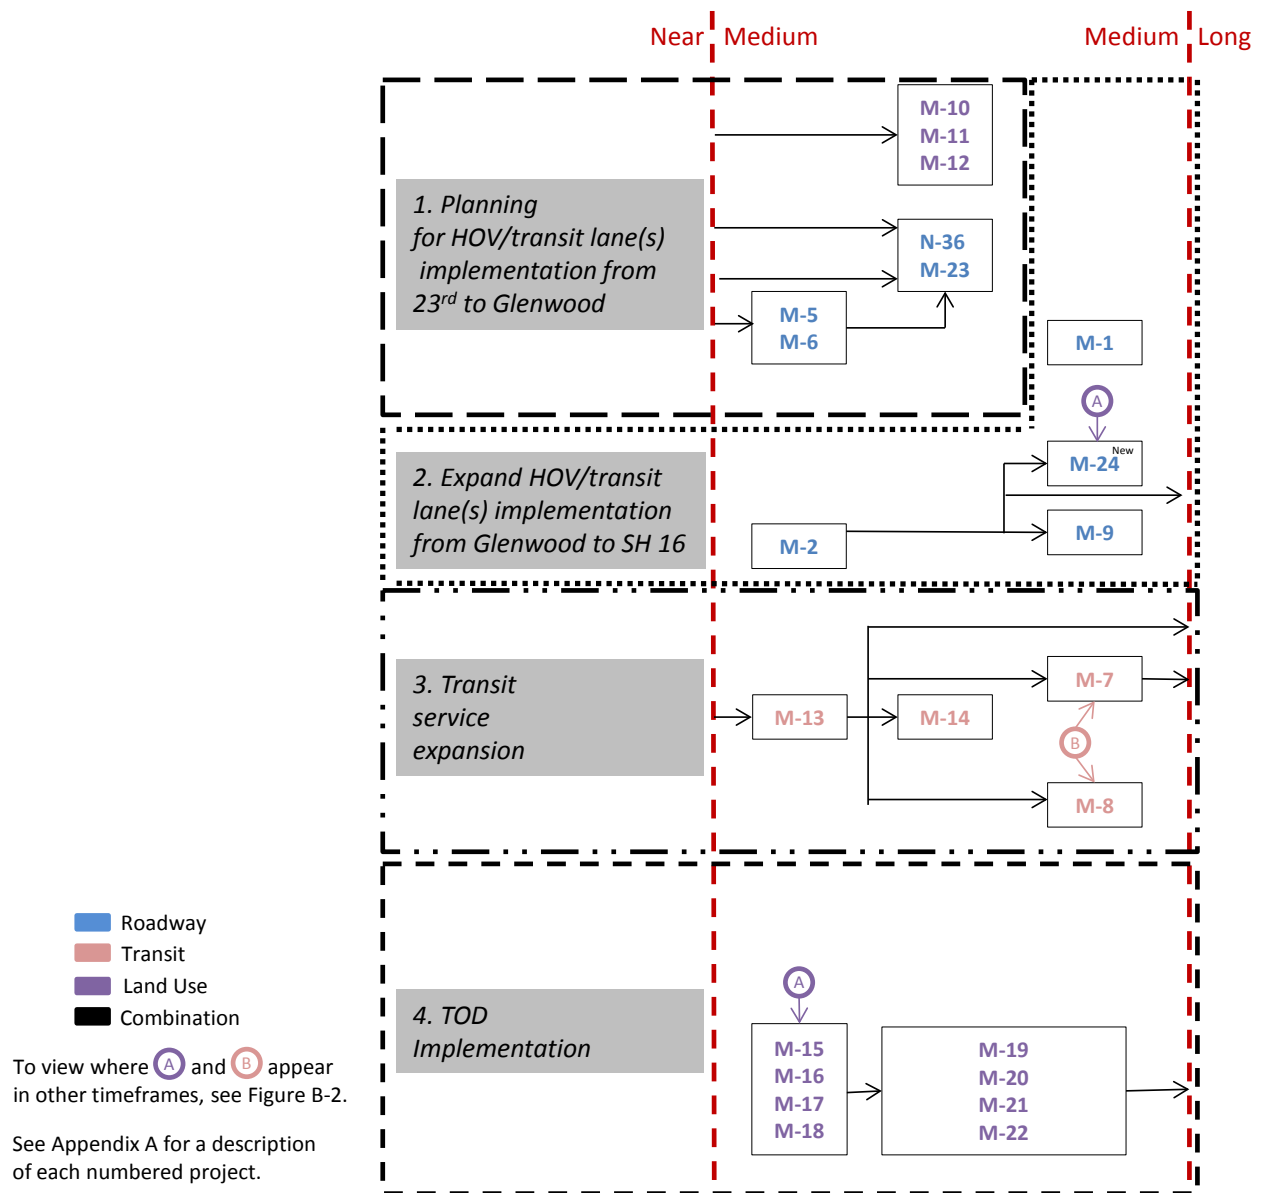 Near Medium Medium Long
M-10
M-11
M-12
1. Planning
for HOV/transit lane(s)
implementation from
23rd to Glenwood
N-36
M-23
M-5
M-6
M-1
A
2. Expand HOV/transit
lane(s) implementation
from Glenwood to SH 16
M-24 New
M-2
M-9
3. Transit
service
expansion
M-13
M-14
M-7
B
M-8
4. TOD
Implementation
A
M-15
M-16
M-17
M-18
M-19
M-20
M-21
M-22
Roadway
Transit
Land Use
Combination
To view where A and B appear
in other timeframes, see Figure B-2.
See Appendix A for a description
of each numbered project.